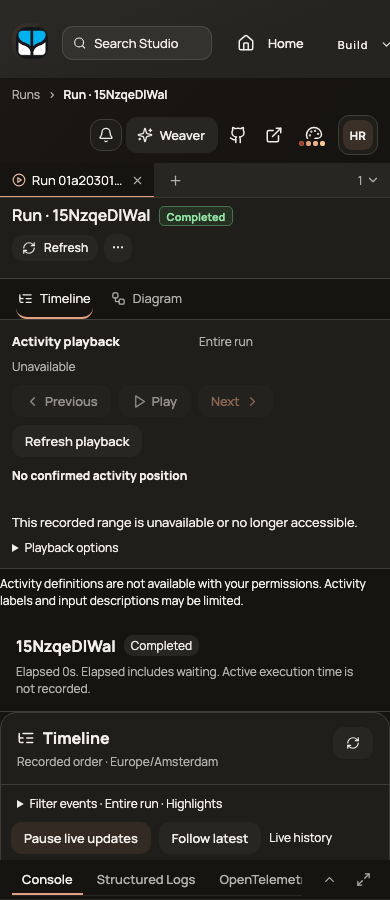 Search Studio
Home
Build
Runs > Run · 15NzqeDlWal
Weaver
HR
Run 01a20301...
1
Run · 15NzqeDlWal Completed
Refresh
Timeline
Diagram
Activity playback
Entire run
Unavailable
Previous
Play
Next
Refresh playback
No confirmed activity position
This recorded range is unavailable or no longer accessible.
Playback options
Activity definitions are not available with your permissions. Activity
labels and input descriptions may be limited.
15NzqeDlWal Completed
Elapsed 0s. Elapsed includes waiting. Active execution time is
not recorded.
Timeline
Recorded order · Europe/Amsterdam
Filter events · Entire run · Highlights
Pause live updates
Follow latest
Live history
Console
Structured Logs
OpenTelemet